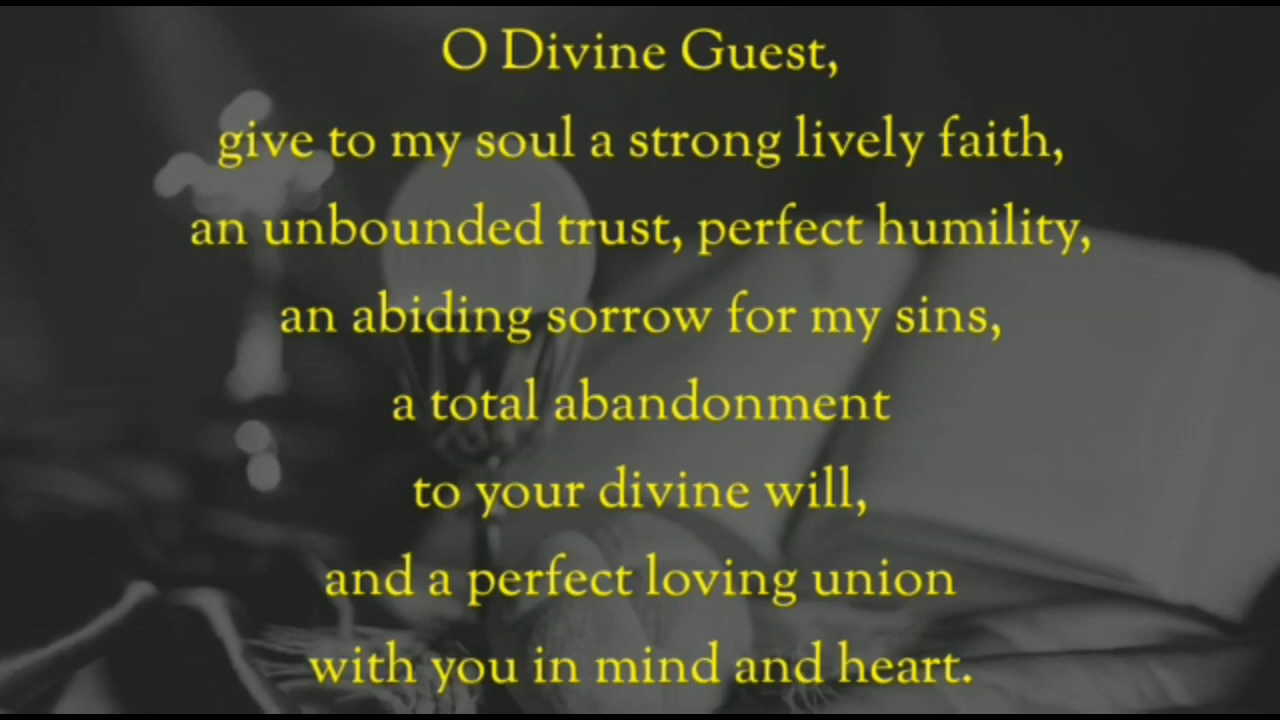 O Divine Guest,
give to my soul a strong lively faith,
an unbounded trust, perfect humility,
an abiding sorrow for my sins,
a total abandonment
to your divine will,
and a perfect loving union
with you in mind and heart.